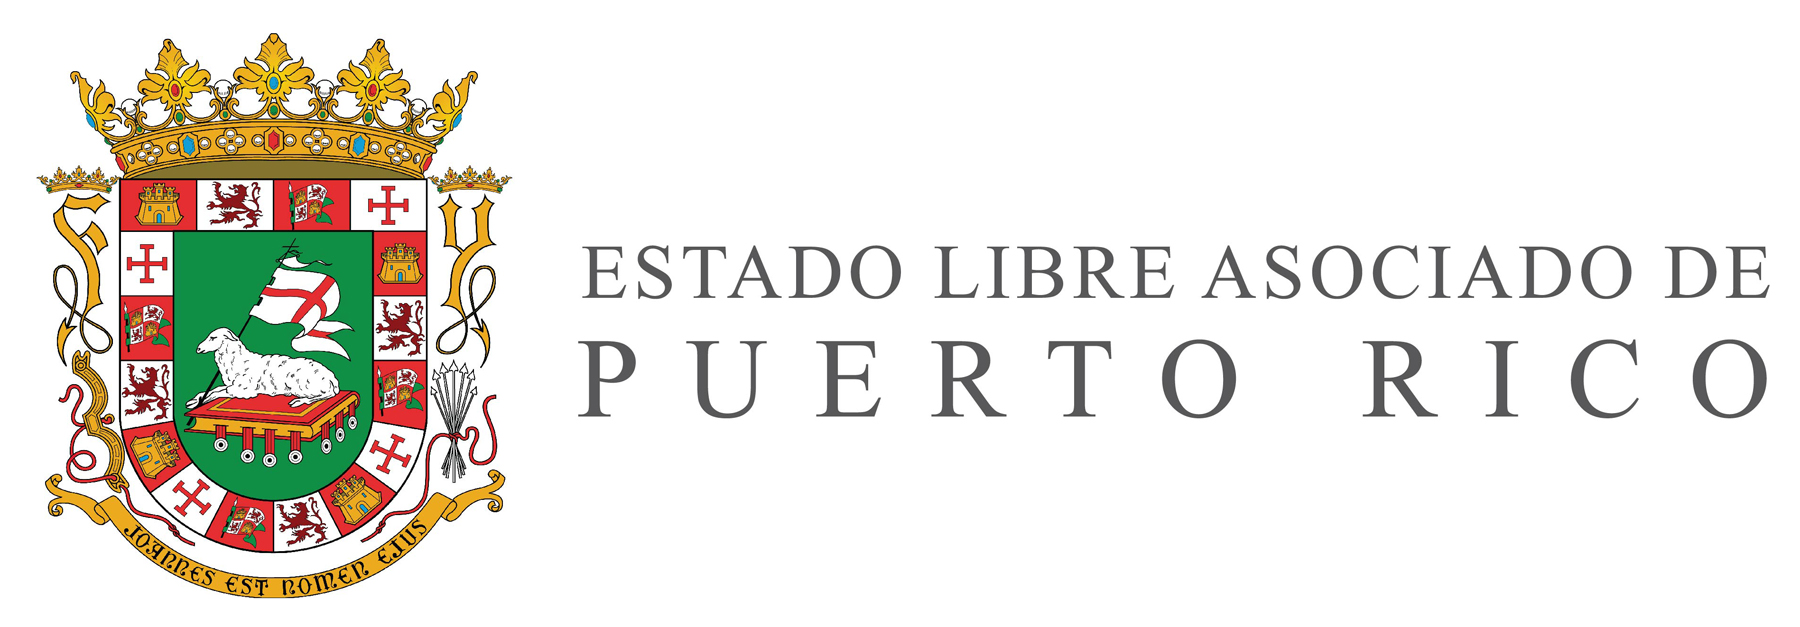 F Y
JOANNES EST NOMEN EJUS
ESTADO LIBRE ASOCIADO DE
PUERTO RICO